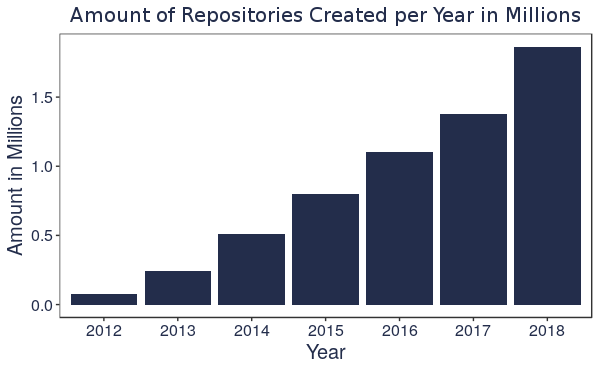 Amount of Repositories Created per Year in Millions
Amount in Millions
1.5
1.0
0.5
0.0
2012 2013 2014 2015 2016 2017 2018
Year